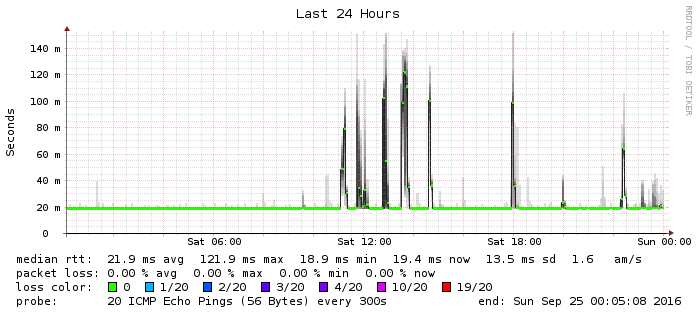 Last 24 Hours
RRDTOOL / TOBI OETIKER
Seconds
140 m
120 m
100 m
80 m
60 m
40 m
20 m
0
Sat 06:00 Sat 12:00 Sat 18:00 Sun 00:00
median rtt: 21.9 ms avg 121.9 ms max 18.9 ms min 19.4 ms now 13.5 ms sd 1.6 am/s
packet loss: 0.00 % avg 0.00 % max 0.00 % min 0.00 % now
loss color: 0 1/20 2/20 3/20 4/20 10/20 19/20
probe: 20 ICMP Echo Pings (56 Bytes) every 300s end: Sun Sep 25 00:05:08 2016